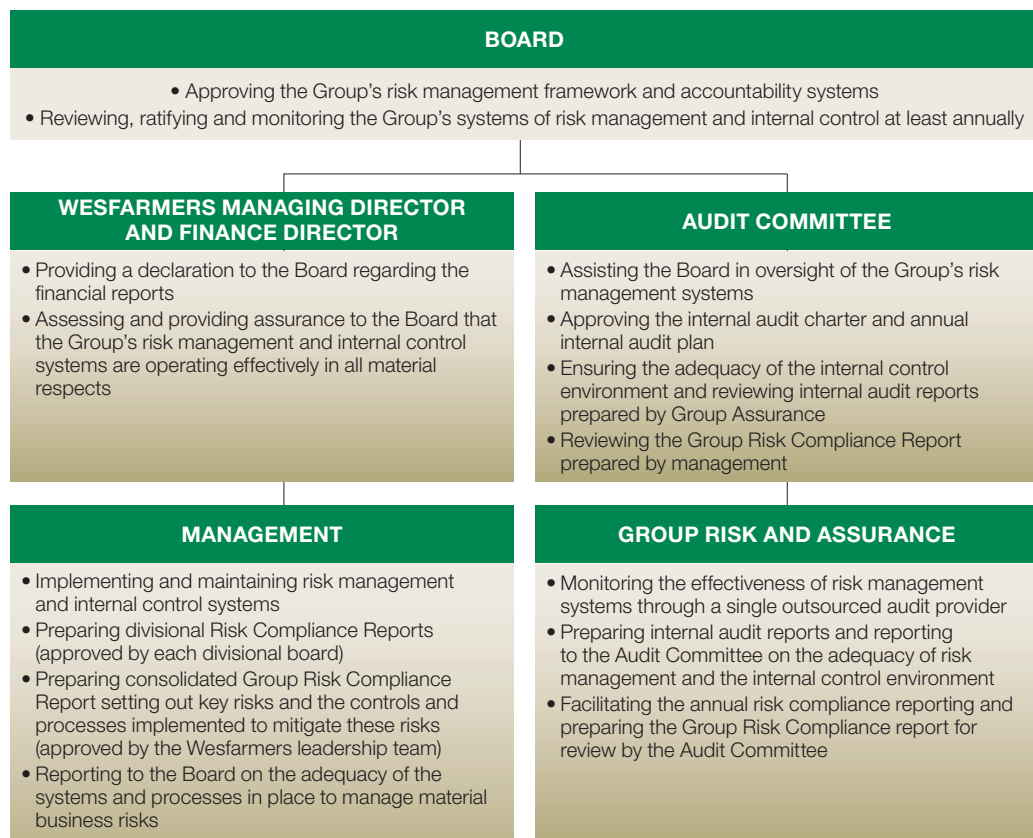 BOARD
• Approving the Group’s risk management framework and accountability systems
• Reviewing, ratifying and monitoring the Group’s systems of risk management and internal control at least annually
WESFARMERS MANAGING DIRECTOR
AND FINANCE DIRECTOR
• Providing a declaration to the Board regarding the
financial reports
• Assessing and providing assurance to the Board that
the Group’s risk management and internal control
systems are operating effectively in all material
respects
AUDIT COMMITTEE
• Assisting the Board in oversight of the Group’s risk
management systems
• Approving the internal audit charter and annual
internal audit plan
• Ensuring the adequacy of the internal control
environment and reviewing internal audit reports
prepared by Group Assurance
• Reviewing the Group Risk Compliance Report
prepared by management
MANAGEMENT
• Implementing and maintaining risk management
and internal control systems
• Preparing divisional Risk Compliance Reports
(approved by each divisional board)
• Preparing consolidated Group Risk Compliance
Report setting out key risks and the controls and
processes implemented to mitigate these risks
(approved by the Wesfarmers leadership team)
• Reporting to the Board on the adequacy of the
systems and processes in place to manage material
business risks
GROUP RISK AND ASSURANCE
• Monitoring the effectiveness of risk management
systems through a single outsourced audit provider
• Preparing internal audit reports and reporting
to the Audit Committee on the adequacy of risk
management and the internal control environment
• Facilitating the annual risk compliance reporting and
preparing the Group Risk Compliance report for
review by the Audit Committee